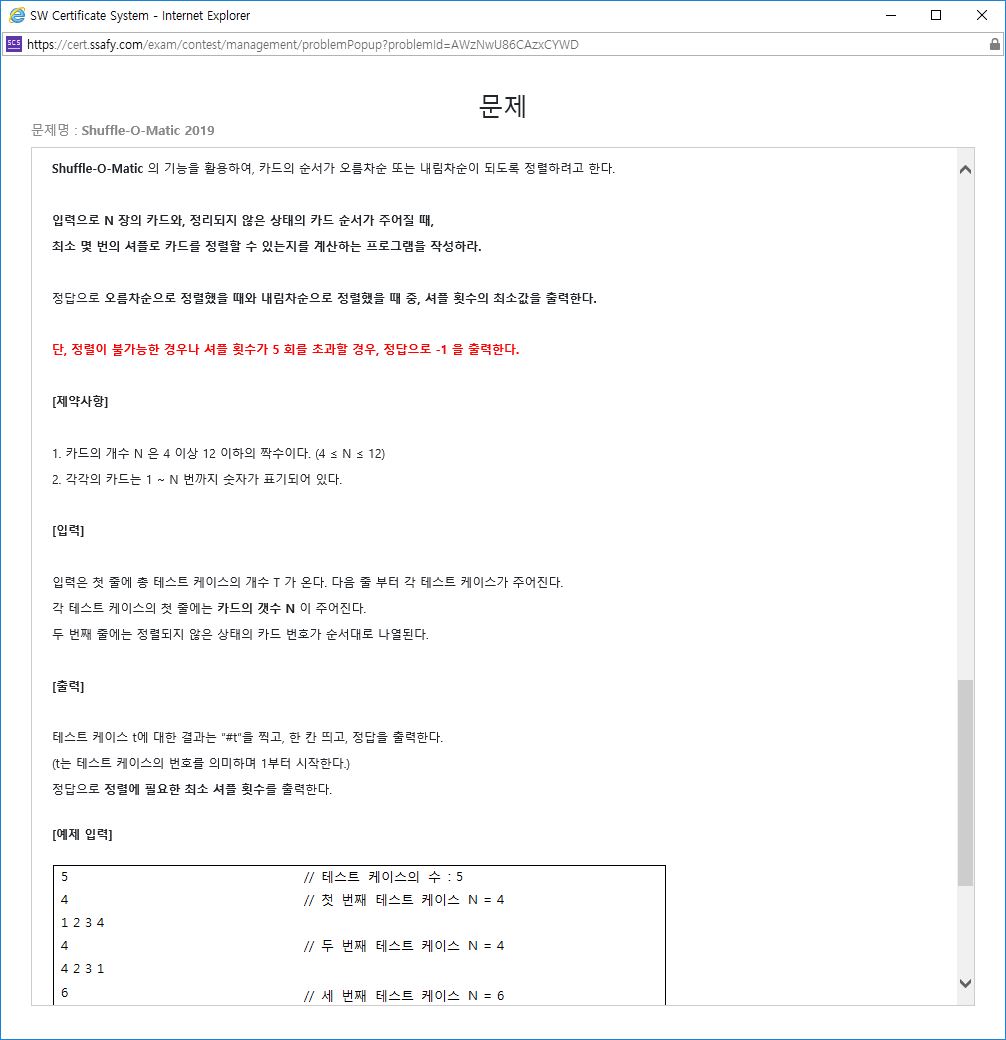 SW Certificate System - Internet Explorer
SCS https://cert.ssafy.com/exam/contest/management/problemPopup?problemId=AWzNwU86CAzxCYWD
문제
문제명 : Shuffle-O-Matic 2019
Shuffle-O-Matic 의 기능을 활용하여, 카드의 순서가 오름차순 또는 내림차순이 되도록 정렬하려고 한다.
입력으로 N 장의 카드와, 정리되지 않은 상태의 카드 순서가 주어질 때,
최소 몇 번의 셔플로 카드를 정렬할 수 있는지를 계산하는 프로그램을 작성하라.
정답으로 오름차순으로 정렬했을 때와 내림차순으로 정렬했을 때 중, 셔플 횟수의 최소값을 출력한다.
단, 정렬이 불가능한 경우나 셔플 횟수가 5 회를 초과할 경우, 정답으로 -1 을 출력한다.
[제약사항]
1. 카드의 개수 N 은 4 이상 12 이하의 짝수이다. (4 ≤ N ≤ 12)
2. 각각의 카드는 1 ~ N 번까지 숫자가 표기되어 있다.
[입력]
입력은 첫 줄에 총 테스트 케이스의 개수 T 가 온다. 다음 줄 부터 각 테스트 케이스가 주어진다.
각 테스트 케이스의 첫 줄에는 카드의 갯수 N 이 주어진다.
두 번째 줄에는 정렬되지 않은 상태의 카드 번호가 순서대로 나열된다.
[출력]
테스트 케이스 t에 대한 결과는 "#t"을 찍고, 한 칸 띄고, 정답을 출력한다.
(t는 테스트 케이스의 번호를 의미하며 1부터 시작한다.)
정답으로 정렬에 필요한 최소 셔플 횟수를 출력한다.
[예제 입력]
5 // 테스트 케이스의 수 : 5
4 // 첫 번째 테스트 케이스 N = 4
1 2 3 4
4 // 두 번째 테스트 케이스 N = 4
4 2 3 1
6 // 세 번째 테스트 케이스 N = 6